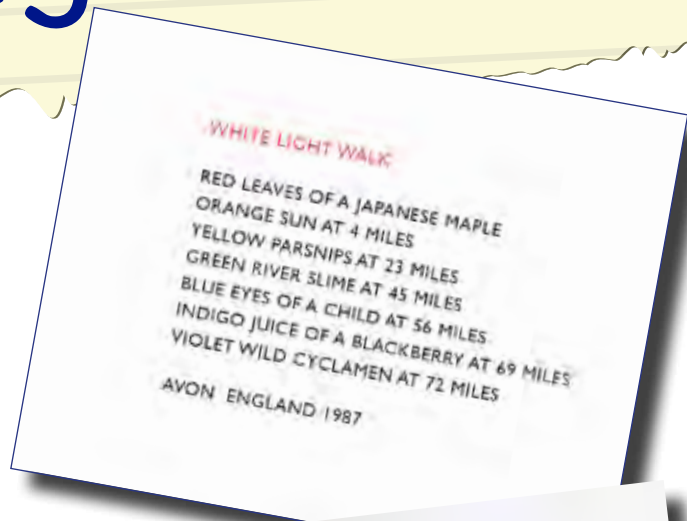 WHITE LIGHT WALK
RED LEAVES OF A JAPANESE MAPLE
ORANGE SUN AT 4 MILES
YELLOW PARSNIPS AT 23 MILES
GREEN RIVER SLIME AT 45 MILES
BLUE EYES OF A CHILD AT 56 MILES
INDIGO JUICE OF A BLACKBERRY AT 69 MILES
VIOLET WILD CYCLAMEN AT 72 MILES
AVON ENGLAND 1987